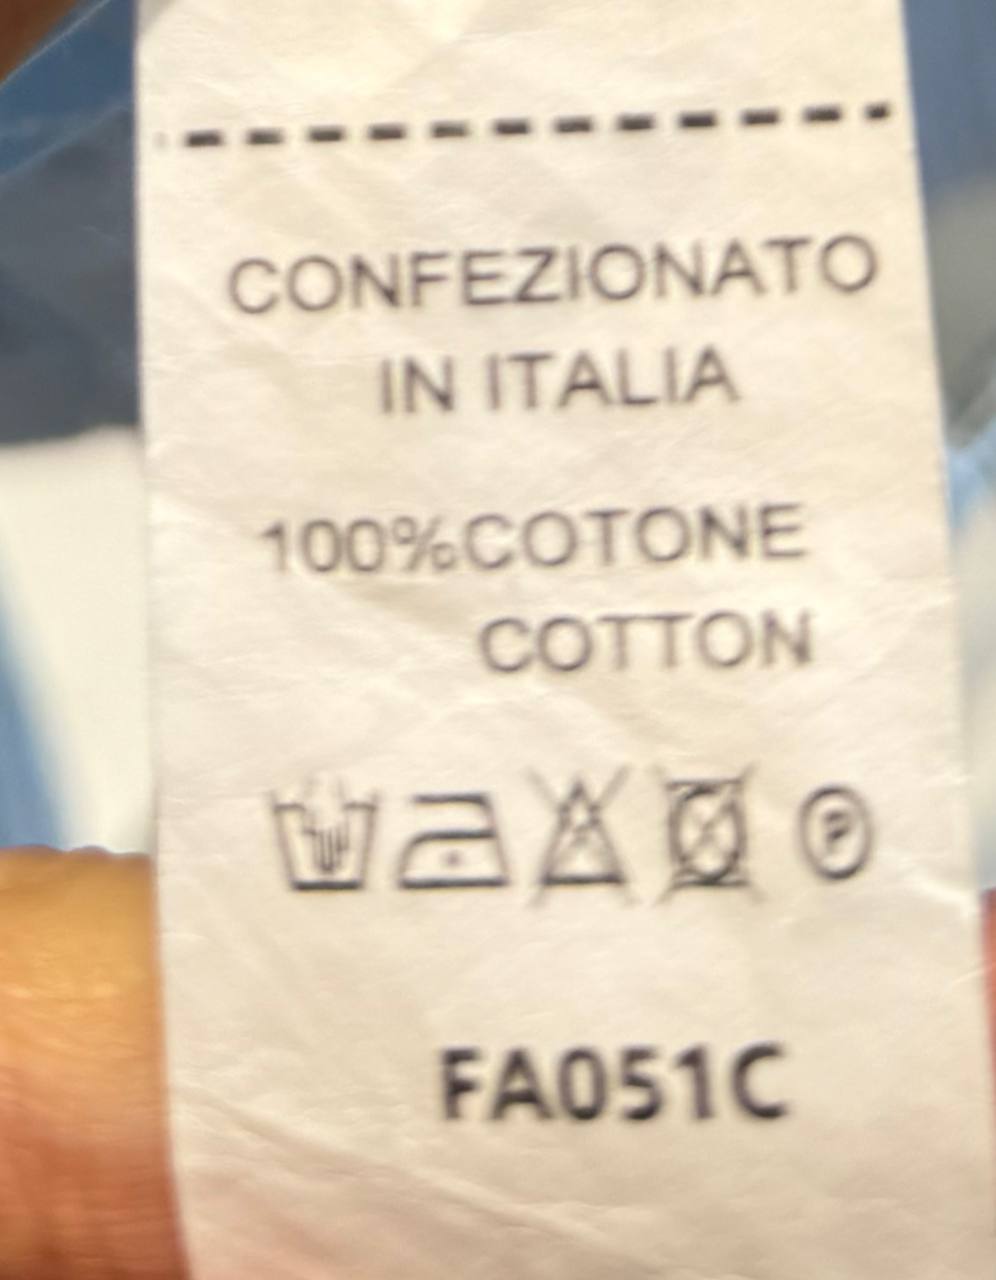 CONFEZIONATO
IN ITALIA
100%COTONE
COTTON
P
FA051C